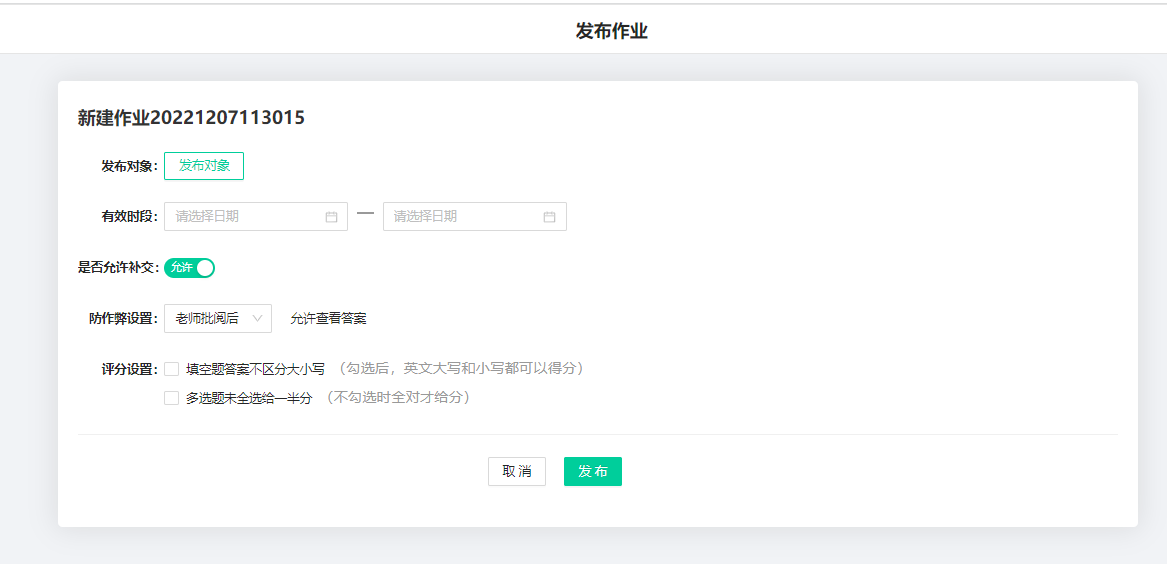 发布作业
新建作业20221207113015
发布对象： 发布对象
有效时段： 请选择日期 — 请选择日期
是否允许补交： 允许
防作弊设置： 老师批阅后 允许查看答案
评分设置： 填空题答案不区分大小写 （勾选后，英文大写和小写都可以得分）
多选题未全选给一半分 （不勾选时全对才给分）
取消 发布